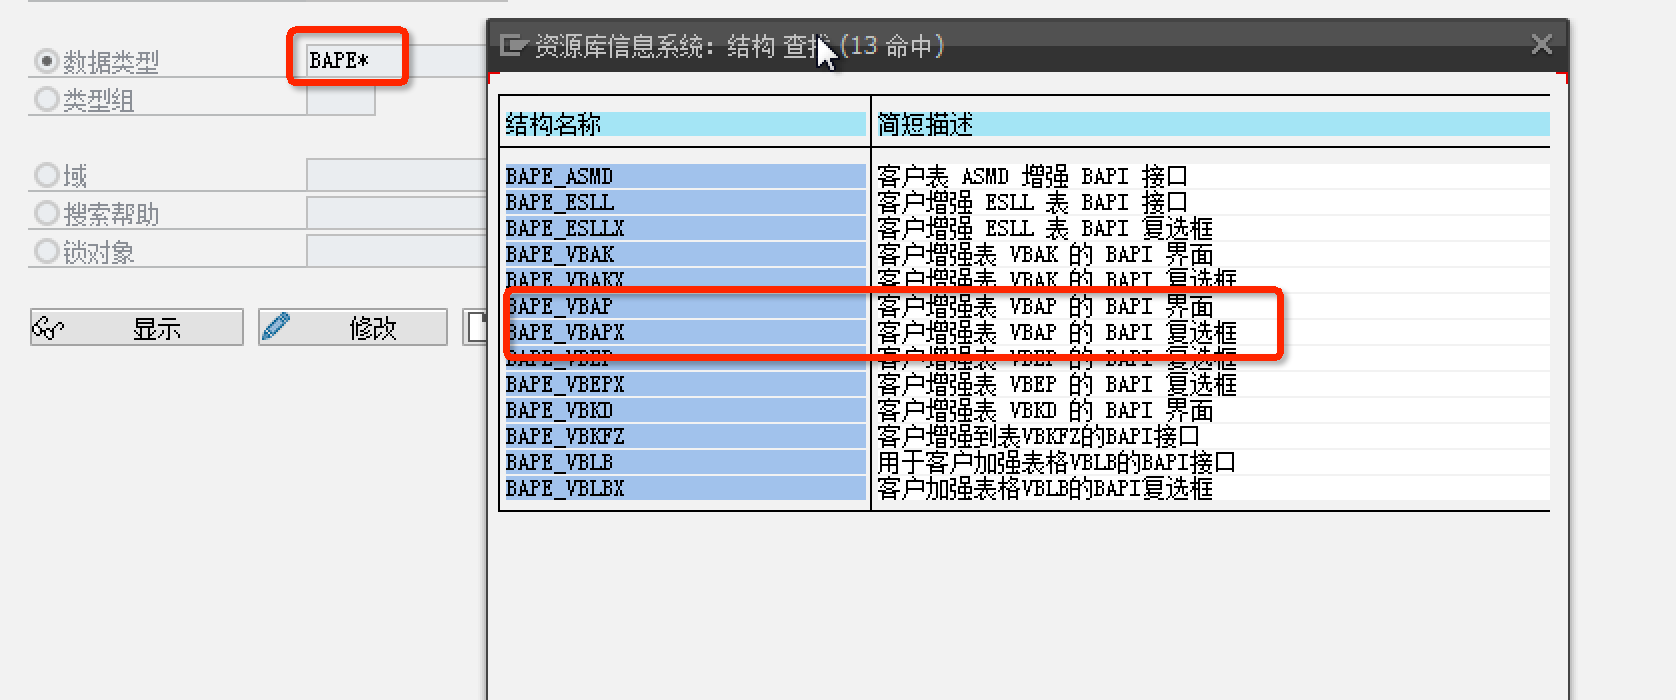 数据类型 BAPE*
类型组
域
搜索帮助
锁对象
显示 修改
资源库信息系统: 结构 查找 (13 命中)
结构名称 简短描述
BAPE_ASMD 客户表 ASMD 增强 BAPI 接口
BAPE_ESLL 客户增强 ESLL 表 BAPI 接口
BAPE_ESLLX 客户增强 ESLL 表 BAPI 复选框
BAPE_VBAK 客户增强表 VBAK 的 BAPI 界面
BAPE_VBAKX 客户增强表 VBAK 的 BAPI 复选框
BAPE_VBAP 客户增强表 VBAP 的 BAPI 界面
BAPE_VBAPX 客户增强表 VBAP 的 BAPI 复选框
BAPE_VBEP 客户增强表 VBEP 的 BAPI 复选框
BAPE_VBEPX 客户增强表 VBEP 的 BAPI 复选框
BAPE_VBKD 客户增强表 VBKD 的 BAPI 界面
BAPE_VBKFZ 客户增强到表VBKFZ的BAPI接口
BAPE_VBLB 用于客户加强表格VBLB的BAPI接口
BAPE_VBLBX 客户加强表格VBLB的BAPI复选框